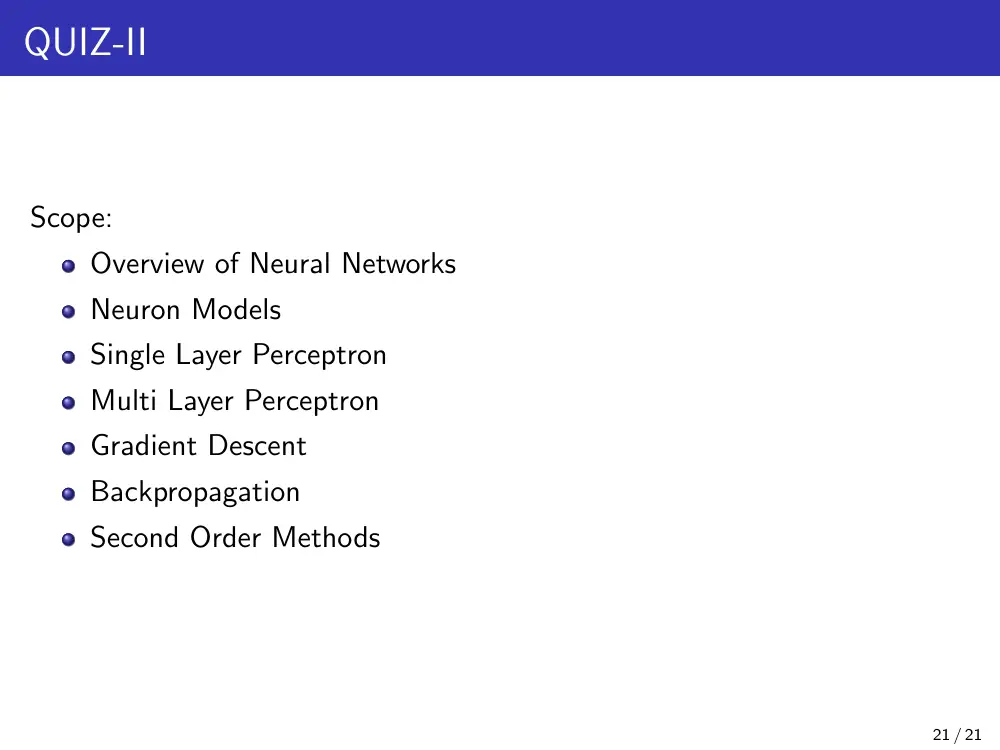 QUIZ-II
Scope:
Overview of Neural Networks
Neuron Models
Single Layer Perceptron
Multi Layer Perceptron
Gradient Descent
Backpropagation
Second Order Methods
21 / 21